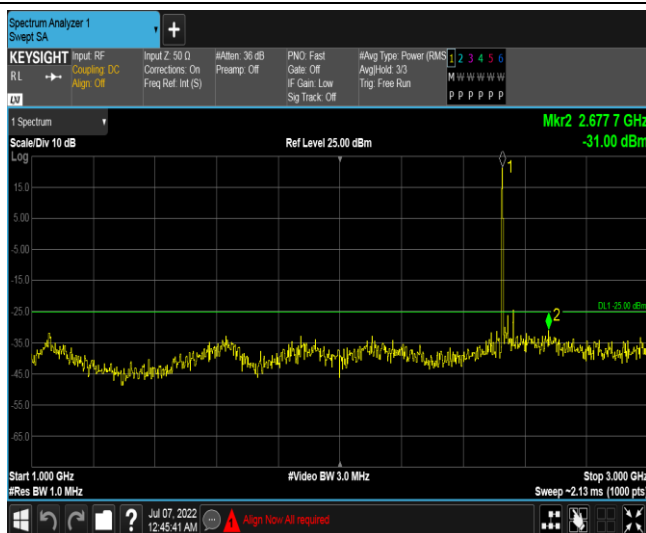 Spectrum Analyzer 1
Swept SA
+
KEYSIGHT
RL
LXI
Input: RF
Coupling: DC
Align: Off
Input Z: 50 Ω
Corrections: On
Freq Ref: Int (S)
#Atten: 36 dB
Preamp: Off
PNO: Fast
Gate: Off
IF Gain: Low
Sig Track: Off
#Avg Type: Power (RMS
Avg|Hold: 3/3
Trig: Free Run
1 2 3 4 5 6
M W W W W W
P P P P P P
1 Spectrum
Scale/Div 10 dB
Ref Level 25.00 dBm
Mkr2 2.677 7 GHz
-31.00 dBm
Log
15.0
5.00
-5.00
-15.0
-25.0
-35.0
-45.0
-55.0
-65.0
1
DL1 -25.00 dBm
2
Start 1.000 GHz
#Res BW 1.0 MHz
#Video BW 3.0 MHz
Stop 3.000 GHz
Sweep ~2.13 ms (1000 pts)
?
Jul 07, 2022
12:45:41 AM
Align Now All required